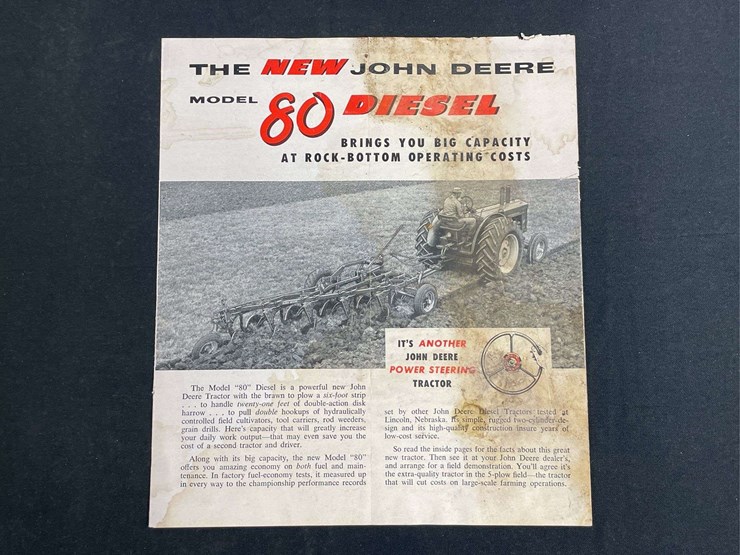 THE NEW JOHN DEERE
MODEL 80 DIESEL
BRINGS YOU BIG CAPACITY
AT ROCK-BOTTOM OPERATING COSTS
IT'S ANOTHER
JOHN DEERE
POWER STEERING
TRACTOR
The Model "80" Diesel is a powerful new John
Deere Tractor with the brawn to plow a six-foot strip
. . . to handle twenty-one feet of double-action disk
harrow . . . to pull double hookups of hydraulically
controlled field cultivators, tool carriers, rod weeders,
grain drills. Here's capacity that will greatly increase
your daily work output—that may even save you the
cost of a second tractor and driver.
Along with its big capacity, the new Model "80"
offers you amazing economy on both fuel and main-
tenance. In factory fuel-economy tests, it measured up
in every way to the championship performance records
set by other John Deere Diesel Tractors tested at
Lincoln, Nebraska. Its simple, rugged two-cylinder de-
sign and its high-quality construction insure years of
low-cost service.
So read the inside pages for the facts about this great
new tractor. Then see it at your John Deere dealer's,
and arrange for a field demonstration. You'll agree it's
the extra-quality tractor in the 5-plow field—the tractor
that will cut costs on large-scale farming operations.